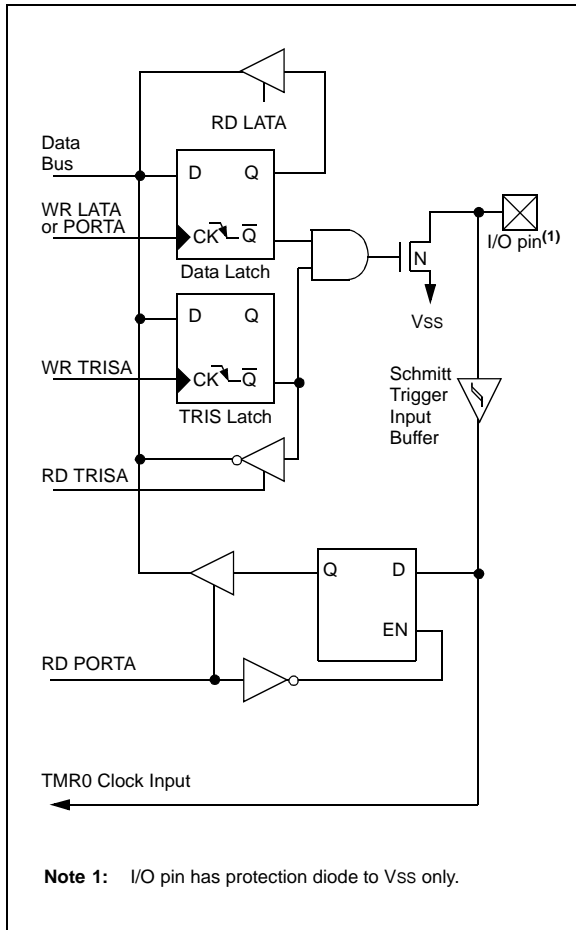 RD LATA
Data
Bus
D Q
WR LATA
or PORTA
CK Q
I/O pin(1)
N
Data Latch
VSS
D Q
WR TRISA
CK Q
TRIS Latch
Schmitt
Trigger
Input
Buffer
RD TRISA
Q D
EN
RD PORTA
TMR0 Clock Input
Note 1: I/O pin has protection diode to VSS only.